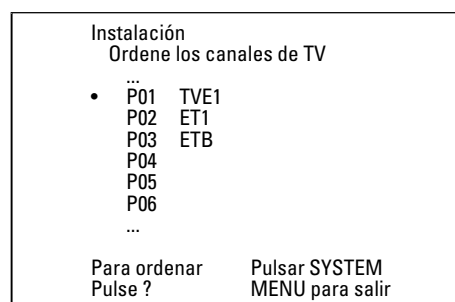 Instalación
Ordene los canales de TV
...
• P01 TVE1
P02 ET1
P03 ETB
P04
P05
P06
...
Para ordenar Pulsar SYSTEM
Pulse ? MENU para salir